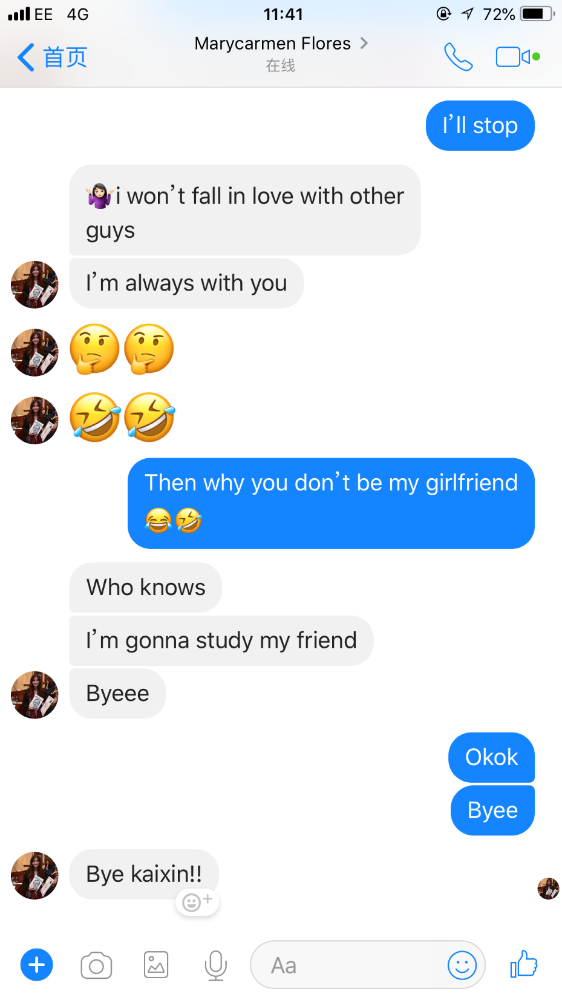 EE 4G 11:41 72%
首页
Marycarmen Flores
在线
I'll stop
🤷🏻‍♀️i won't fall in love with other
guys
I'm always with you
🤔🤔
🤣🤣
Then why you don't be my girlfriend
😂🤣
Who knows
I'm gonna study my friend
Byeee
Okok
Byee
Bye kaixin!!
Aa